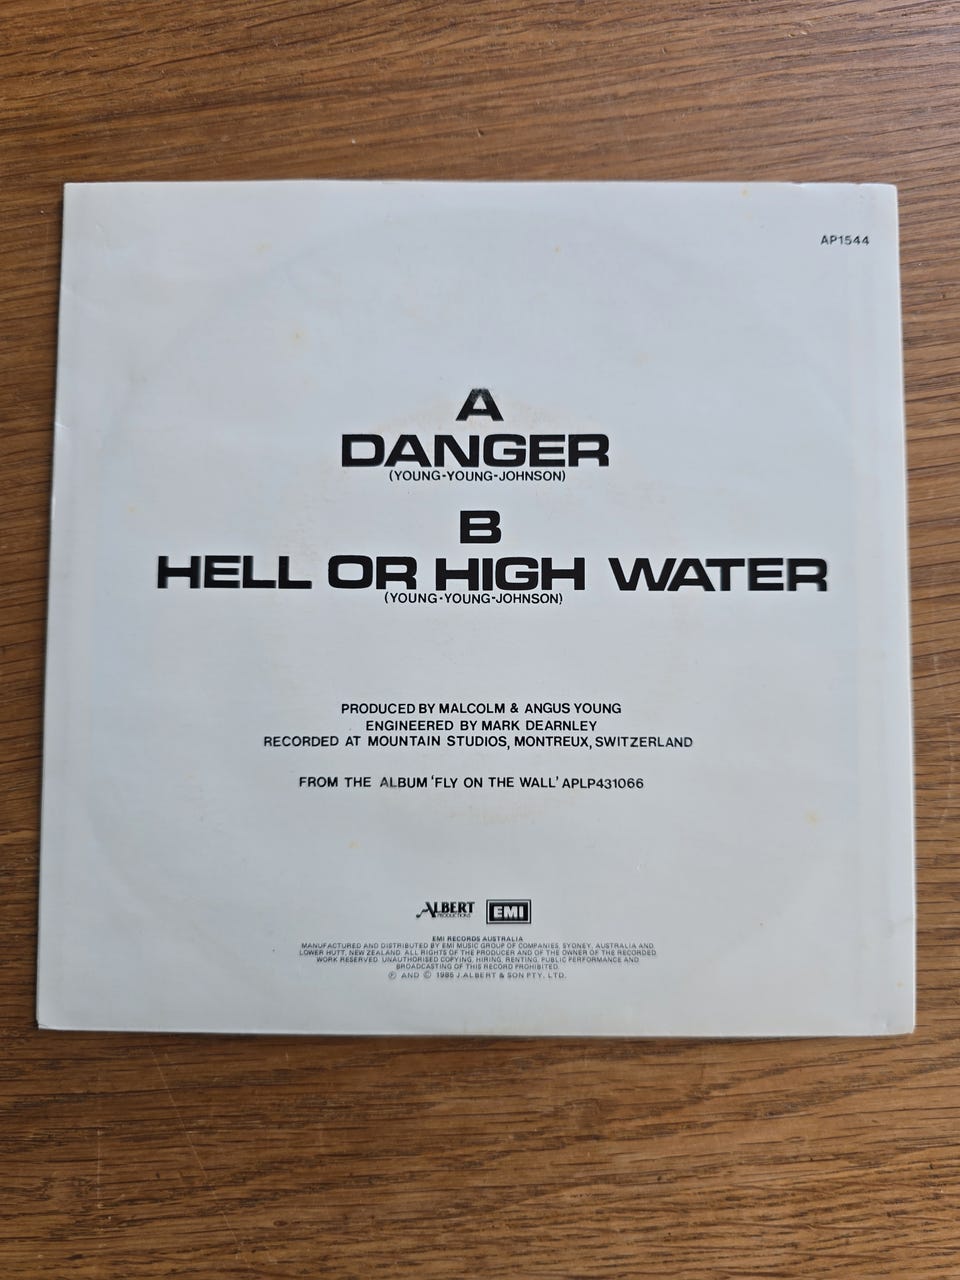 AP1544
A
DANGER
(YOUNG-YOUNG-JOHNSON)
B
HELL OR HIGH WATER
(YOUNG-YOUNG-JOHNSON)
PRODUCED BY MALCOLM & ANGUS YOUNG
ENGINEERED BY MARK DEARNLEY
RECORDED AT MOUNTAIN STUDIOS, MONTREUX, SWITZERLAND
FROM THE ALBUM 'FLY ON THE WALL' APLP431066
ALBERT PRODUCTIONS EMI
EMI RECORDS AUSTRALIA
MANUFACTURED AND DISTRIBUTED BY EMI MUSIC GROUP OF COMPANIES, SYDNEY, AUSTRALIA AND
LOWER HUTT, NEW ZEALAND. ALL RIGHTS OF THE PRODUCER AND OF THE OWNER OF THE RECORDED
WORK RESERVED. UNAUTHORISED COPYING, HIRING, RENTING, PUBLIC PERFORMANCE AND
BROADCASTING OF THIS RECORD PROHIBITED.
℗ AND © 1985 J. ALBERT & SON PTY. LTD.